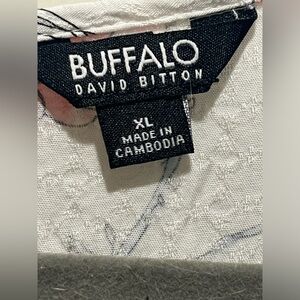 BUFFALO
DAVID BITTON
XL
MADE IN
CAMBODIA